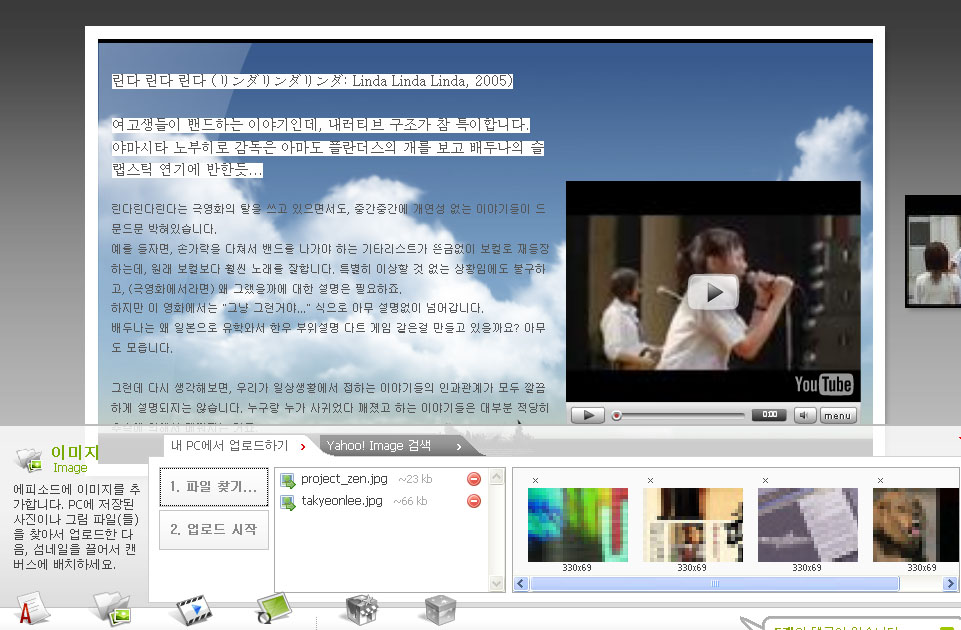 린다 린다 린다 (リンダリンダリンダ: Linda Linda Linda, 2005)
여고생들이 밴드하는 이야기인데, 내러티브 구조가 참 특이합니다.
야마시타 노부히로 감독은 아마도 플란더스의 개를 보고 배두나의 슬
랩스틱 연기에 반한듯...
린다린다린다는 극영화의 탈을 쓰고 있으면서도, 중간중간에 개연성 없는 이야기들이 드
문드문 박혀있습니다.
예를 들자면, 손가락을 다쳐서 밴드를 나가야 하는 기타리스트가 뜬금없이 보컬로 재등장
하는데, 원래 보컬보다 훨씬 노래를 잘합니다. 특별히 이상할 것 없는 상황임에도 불구하
고, (극영화에서라면) 왜 그랬을까에 대한 설명은 필요하죠.
하지만 이 영화에서는 "그냥 그런거야..." 식으로 아무 설명없이 넘어갑니다.
배두나는 왜 일본으로 유학와서 한우 부위설명 다트 게임 같은걸 만들고 있을까요? 아무
도 모릅니다.
그런데 다시 생각해보면, 우리가 일상생활에서 접하는 이야기들의 인과관계가 모두 깔끔
하게 설명되지는 않습니다. 누구랑 누가 사귀었다 깨졌고 하는 이야기들은 대부분 적당히
YouTube
0:00
menu
이미지
Image
에피소드에 이미지를 추
가합니다. PC에 저장된
사진이나 그림 파일(들)
을 찾아서 업로드한 다
음, 섬네일을 끌어서 캔
버스에 배치하세요.
내 PC에서 업로드하기
Yahoo! Image 검색
1. 파일 찾기...
2. 업로드 시작
project_zen.jpg ~23 kb
takyeonlee.jpg ~66 kb
330x69
330x69
330x69
330x69